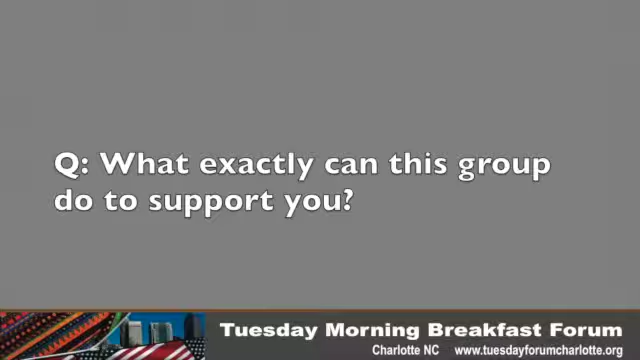 Q: What exactly can this group
do to support you?
Tuesday Morning Breakfast Forum
Charlotte NC www.tuesdayforumcharlotte.org